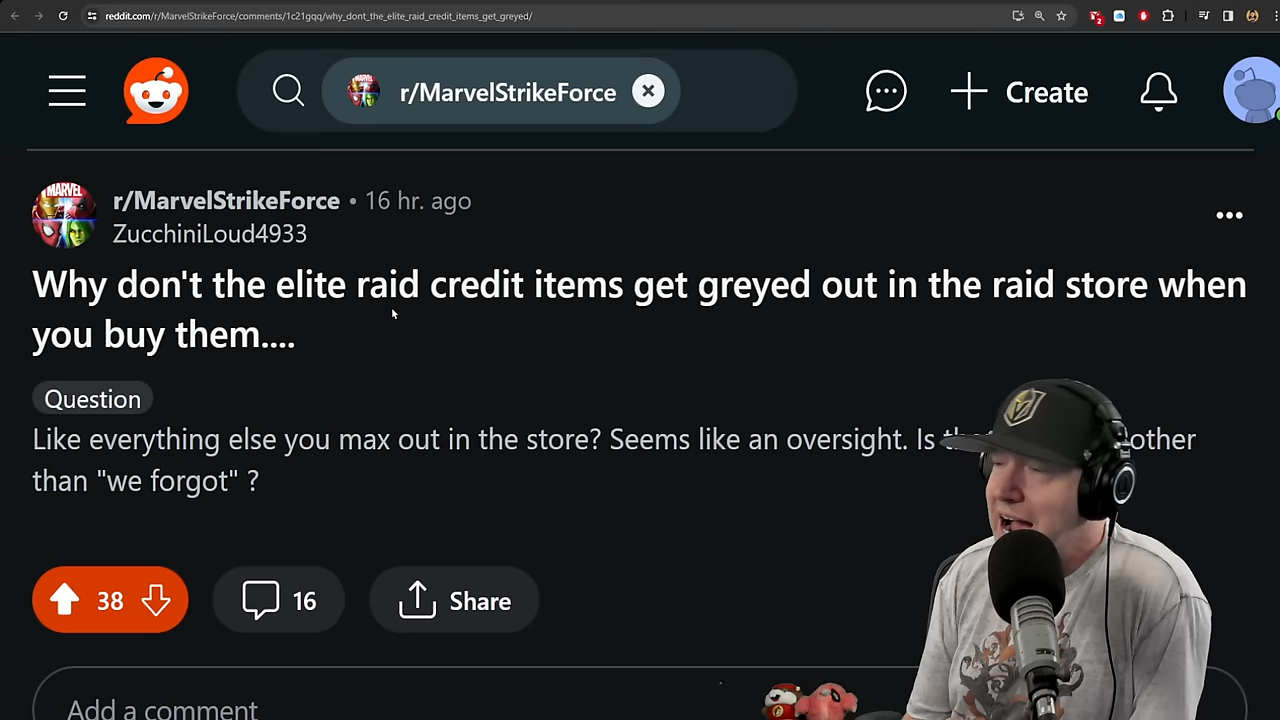 reddit.com/r/MarvelStrikeForce/comments/1c21gqq/why_dont_the_elite_raid_credit_items_get_greyed/
2
r/MarvelStrikeForce
Create
MARVEL
r/MarvelStrikeForce • 16 hr. ago
ZucchiniLoud4933
Why don't the elite raid credit items get greyed out in the raid store when
you buy them....
Question
Like everything else you max out in the store? Seems like an oversight. Is other
than "we forgot" ?
38
16
Share
Add a comment